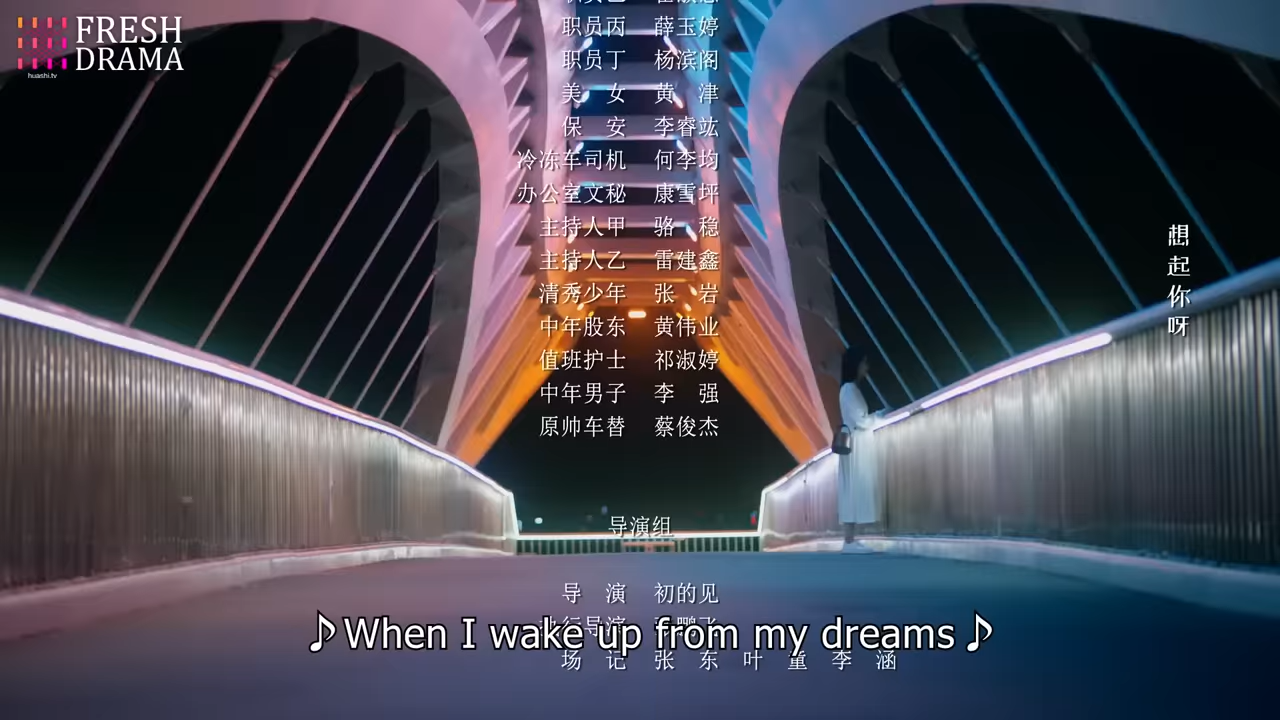 FRESH
DRAMA
huashi.tv
职员丙 薛玉婷
职员丁 杨滨阁
美 女 黄 津
保 安 李睿竑
冷冻车司机 何李均
办公室文秘 康雪坪
主持人甲 骆 稳
主持人乙 雷建鑫
清秀少年 张 岩
中年股东 黄伟业
值班护士 祁淑婷
中年男子 李 强
原帅车替 蔡俊杰
想起你呀
导演组
导 演 初的见
♪When I wake up from my dreams♪
场 记 张 东 叶 童 李 涵